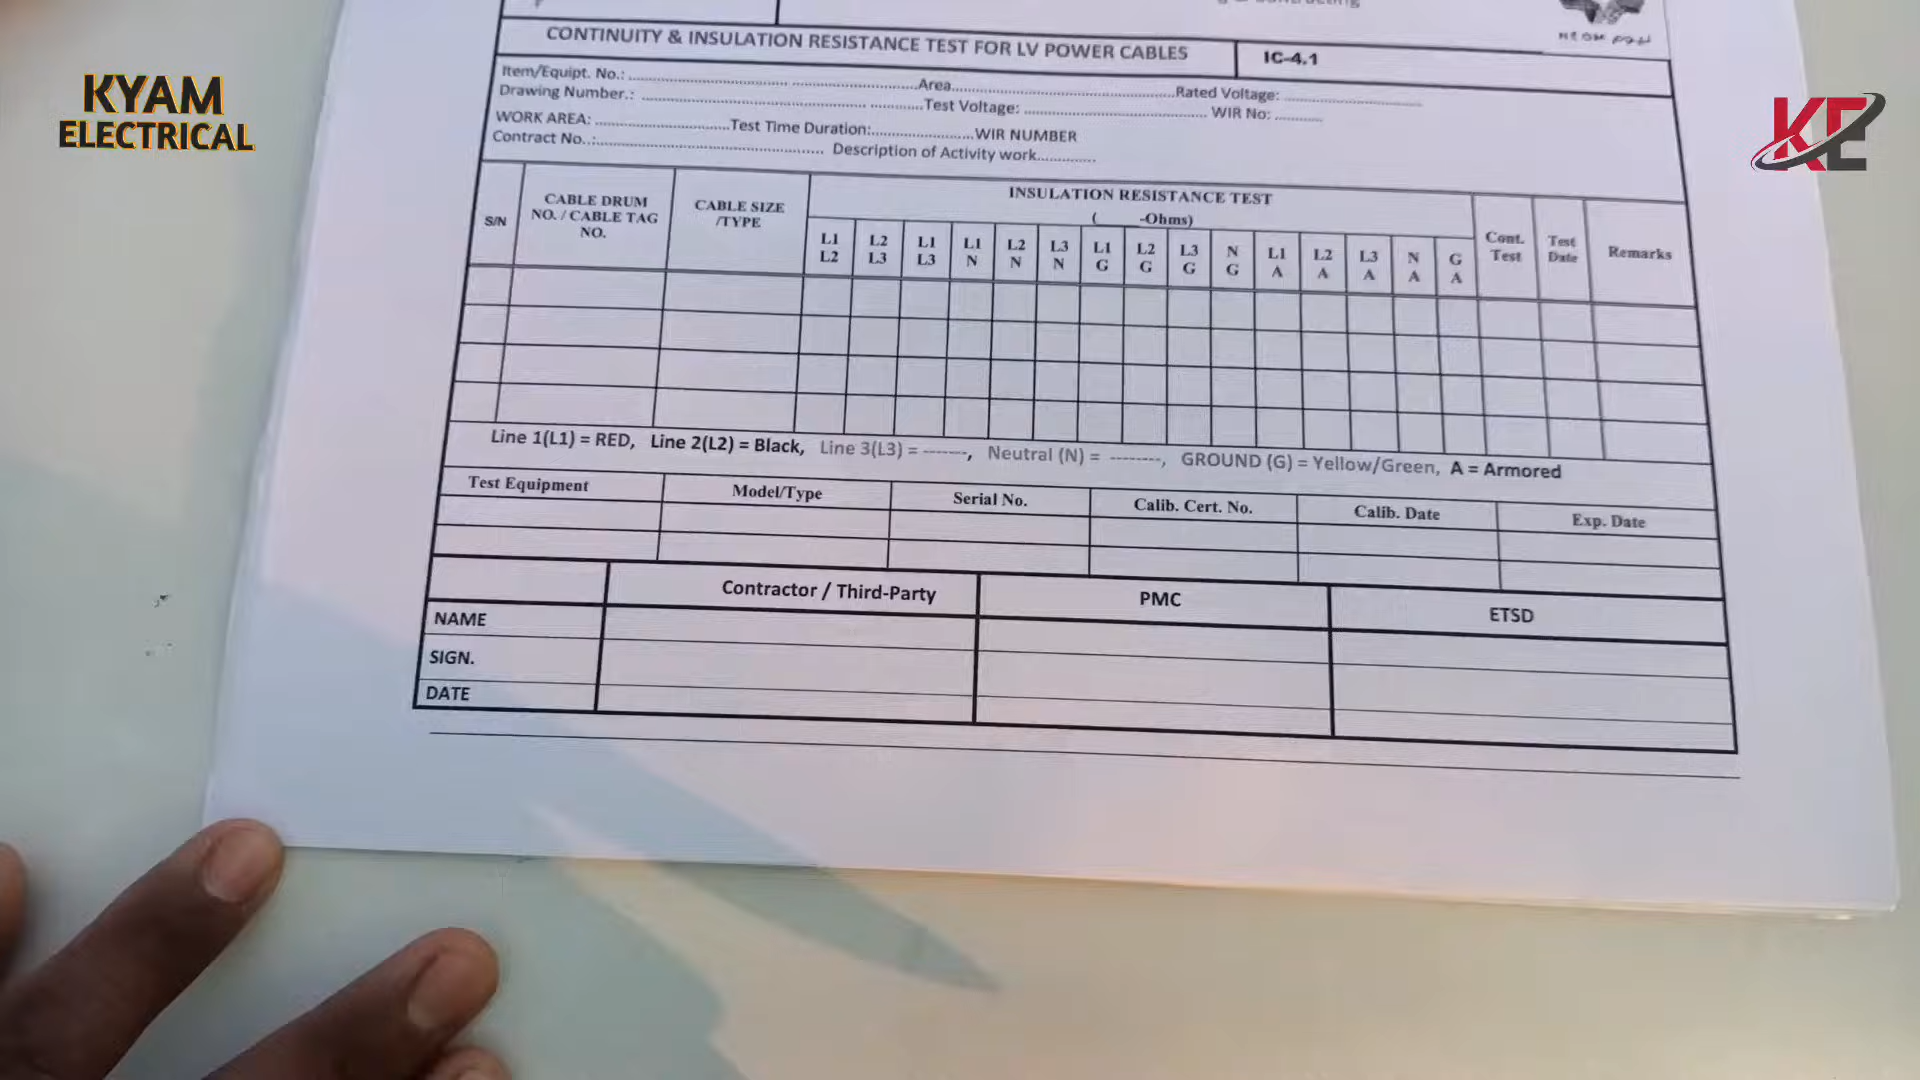 KYAM
ELECTRICAL
KE
CONTINUITY & INSULATION RESISTANCE TEST FOR LV POWER CABLES IC-4.1
Item/Equipt. No.: ........................................Area........................................Rated Voltage: ........................................
Drawing Number.: ........................................Test Voltage: ........................................ WIR No: ............
WORK AREA: ..............................Test Time Duration:......................WIR NUMBER
Contract No..:........................................ Description of Activity work..............
S/N CABLE DRUM NO. / CABLE TAG NO. CABLE SIZE /TYPE INSULATION RESISTANCE TEST (______-Ohms) Cont. Test Test Date Remarks
L1 L2 L1 L1 L2 L3 L1 L2 L3 N L1 L2 L3 N G
L2 L3 L3 N N N G G G G A A A A A
Line 1(L1) = RED, Line 2(L2) = Black, Line 3(L3) = -------, Neutral (N) = --------, GROUND (G) = Yellow/Green, A = Armored
Test Equipment Model/Type Serial No. Calib. Cert. No. Calib. Date Exp. Date
Contractor / Third-Party PMC ETSD
NAME
SIGN.
DATE